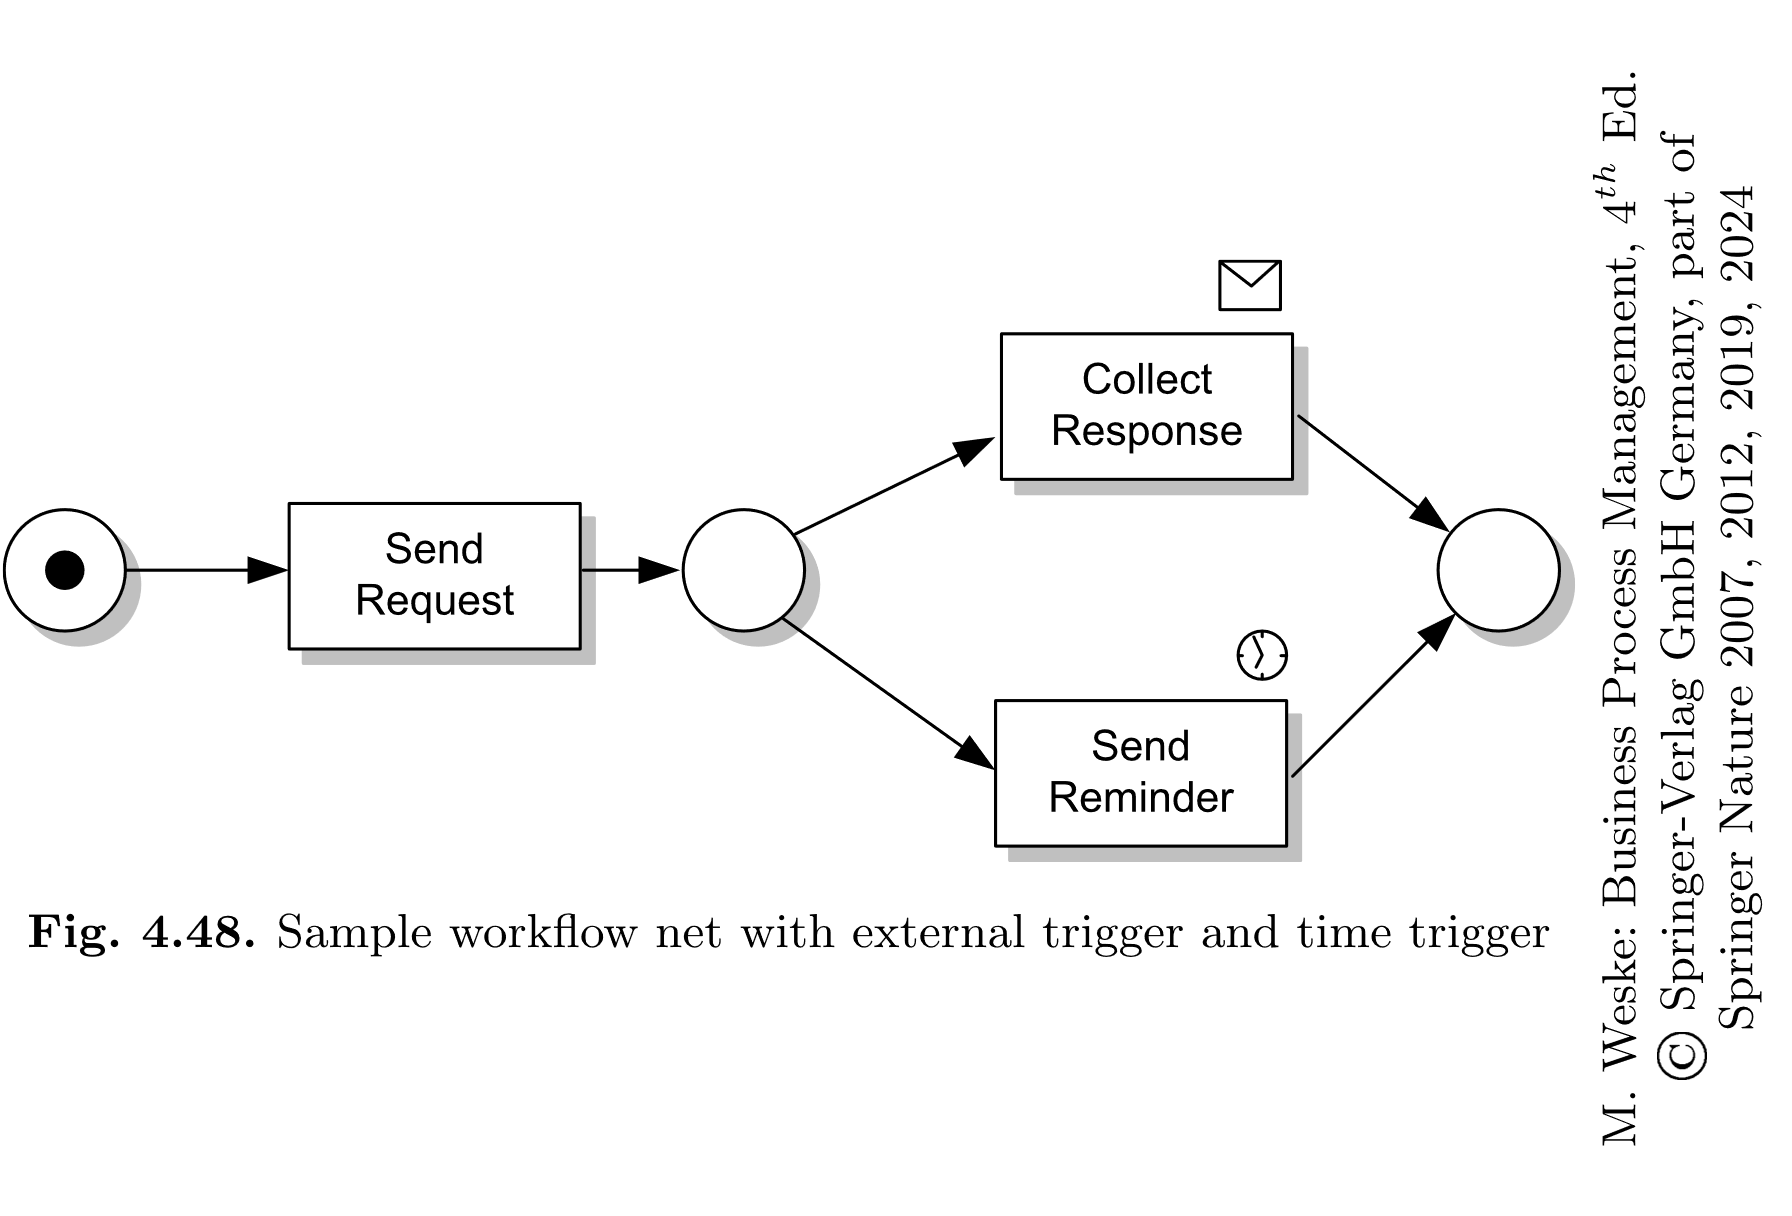 Collect
Response
Send
Request
Send
Reminder
Fig. 4.48. Sample workflow net with external trigger and time trigger
M. Weske: Business Process Management, 4th Ed.
© Springer-Verlag GmbH Germany, part of
Springer Nature 2007, 2012, 2019, 2024